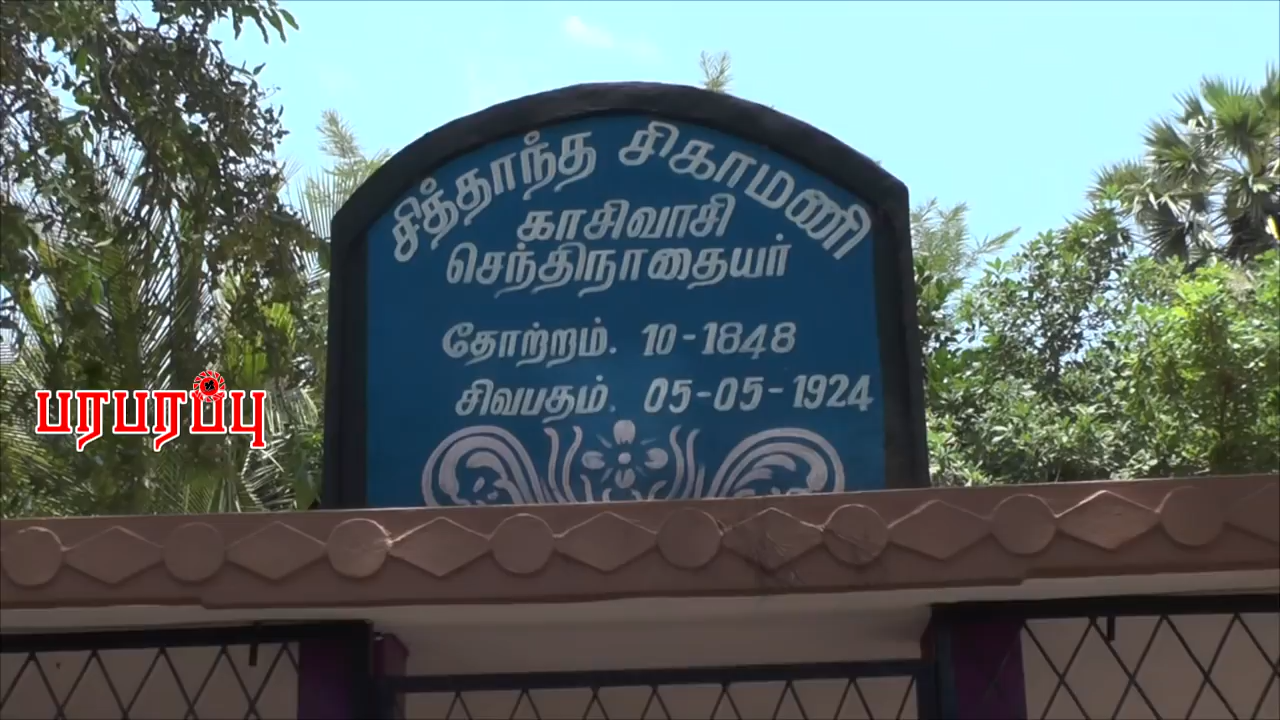 சித்தாந்த சிகாமணி
காசிவாசி
செந்திநாதையர்
தோற்றம். 10-1848
சிவபதம். 05-05-1924
பரபரப்பு